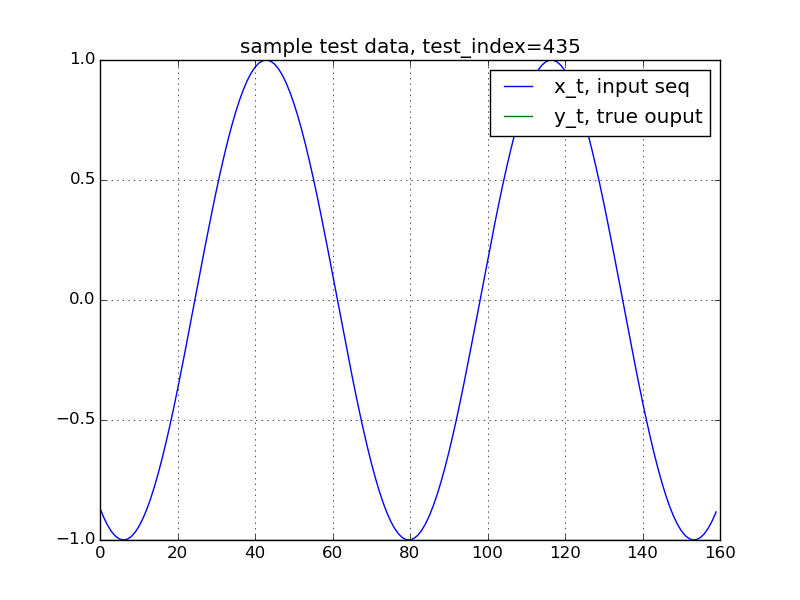 sample test data, test_index=435
x_t, input seq
y_t, true ouput
1.0
0.5
0.0
−0.5
−1.0
0 20 40 60 80 100 120 140 160